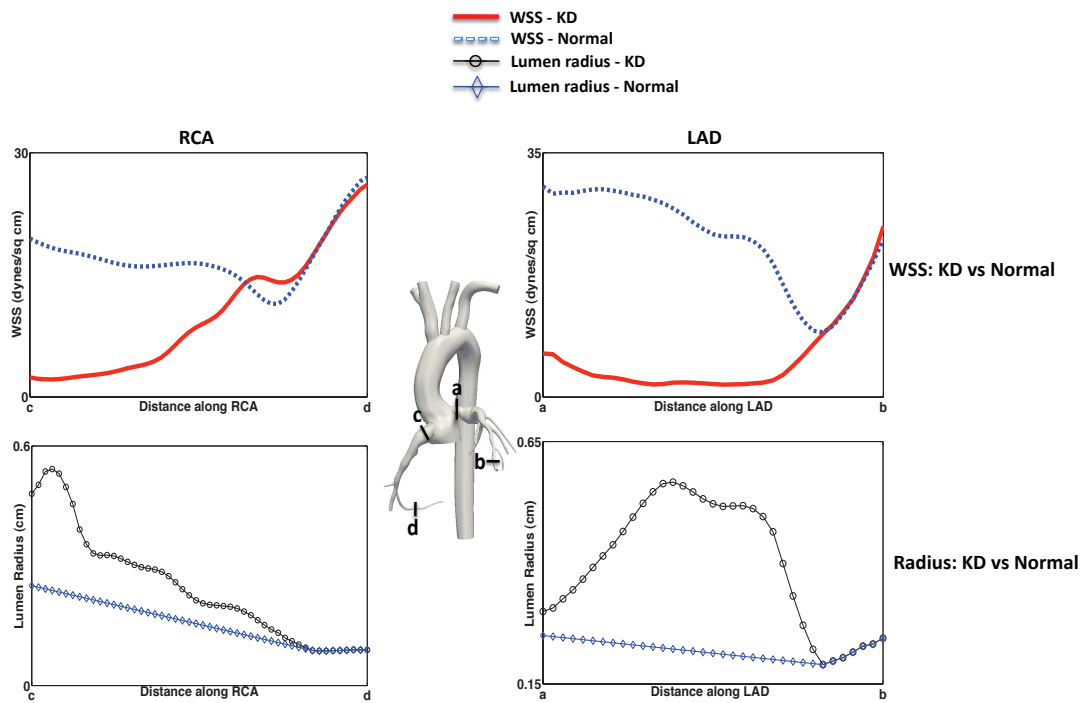 WSS - KD
WSS - Normal
Lumen radius - KD
Lumen radius - Normal
RCA
30
WSS (dynes/sq cm)
0
c
Distance along RCA
d
LAD
35
WSS (dynes/sq cm)
0
a
Distance along LAD
b
WSS: KD vs Normal
a
c
b
d
0.6
Lumen Radius (cm)
0
c
Distance along RCA
d
0.65
Lumen Radius (cm)
0.15
a
Distance along LAD
b
Radius: KD vs Normal